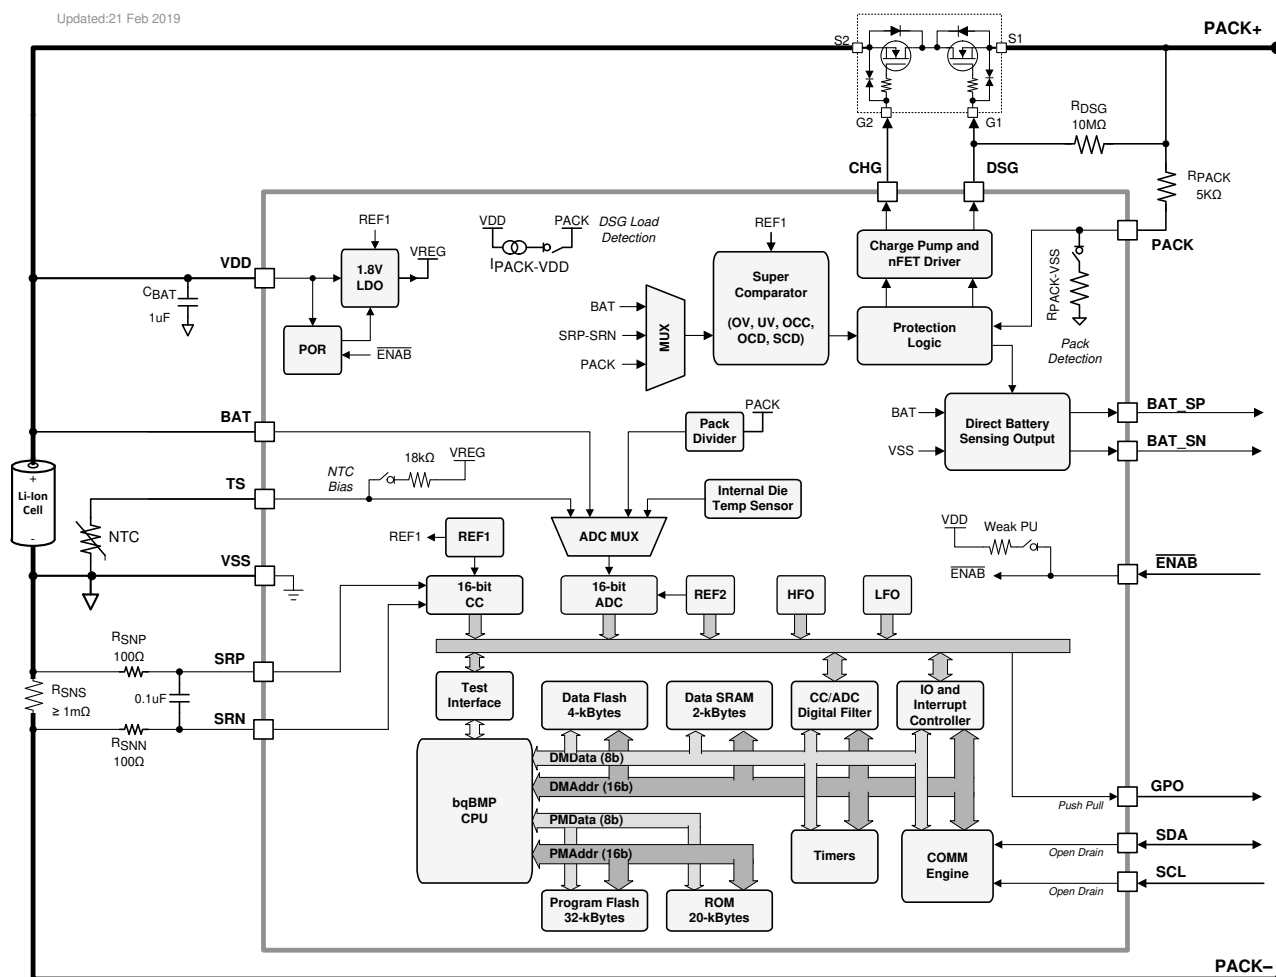 Updated:21 Feb 2019
PACK+
S2
S1
G2
G1
RDSG
10MΩ
CHG
DSG
RPACK
5KΩ
PACK
REF1
VREG
VDD
1.8V
LDO
POR
ENAB
CBAT
1uF
VDD
PACK
DSG Load
Detection
IPACK-VDD
REF1
Super
Comparator
(OV, UV, OCC,
OCD, SCD)
BAT
SRP-SRN
PACK
MUX
Charge Pump and
nFET Driver
Protection
Logic
RPACK-VSS
Pack
Detection
BAT
PACK
Pack
Divider
BAT
VSS
Direct Battery
Sensing Output
BAT_SP
BAT_SN
NTC
Bias
18kΩ
VREG
TS
+
Li-Ion
Cell
-
NTC
VSS
Internal Die
Temp Sensor
ADC MUX
REF1
REF1
16-bit
CC
16-bit
ADC
REF2
HFO
LFO
VDD
Weak PU
ENAB
ENAB
RSNP
100Ω
SRP
RSNS
≥ 1mΩ
0.1uF
SRN
RSNN
100Ω
Test
Interface
Data Flash
4-kBytes
Data SRAM
2-kBytes
CC/ADC
Digital Filter
IO and
Interrupt
Controller
bqBMP
CPU
DMData (8b)
DMAddr (16b)
PMData (8b)
PMAddr (16b)
Program Flash
32-kBytes
ROM
20-kBytes
Timers
COMM
Engine
Push Pull
GPO
Open Drain
SDA
Open Drain
SCL
PACK–